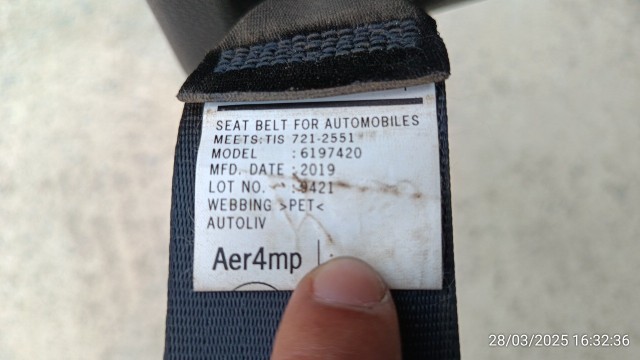 SEAT BELT FOR AUTOMOBILES
MEETS:TIS 721-2551
MODEL : 6197420
MFD. DATE : 2019
LOT NO. : 9421
WEBBING >PET<
AUTOLIV
Aer4mp
28/03/2025 16:32:36